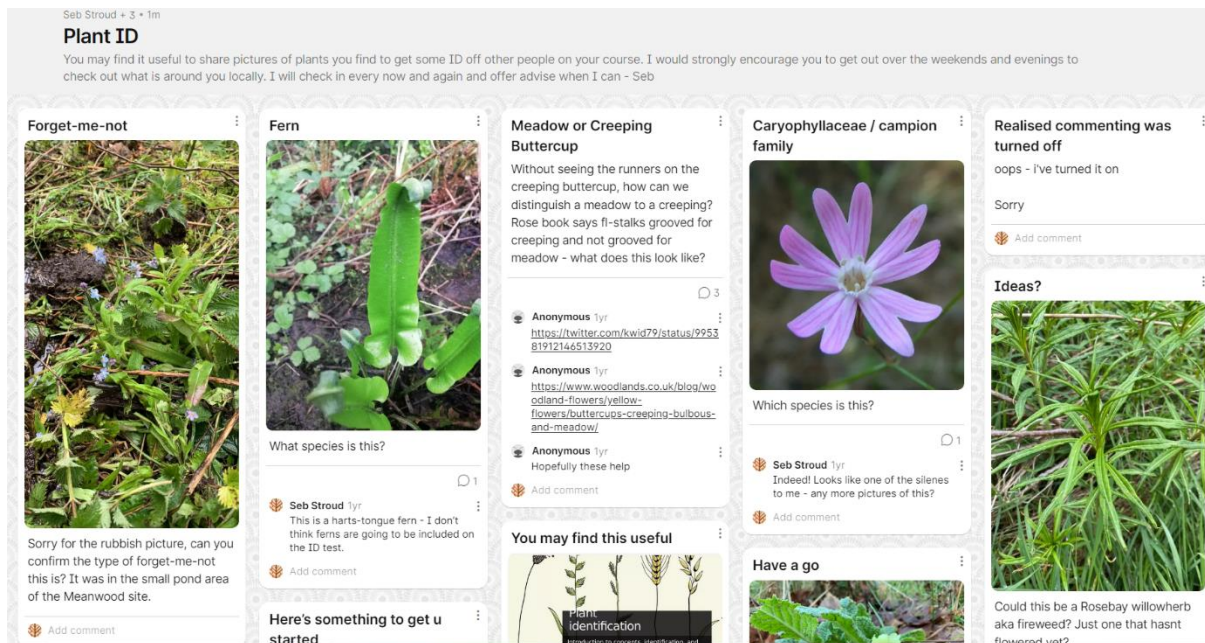 Seb Stroud + 3 • 1m
Plant ID
You may find it useful to share pictures of plants you find to get some ID off other people on your course. I would strongly encourage you to get out over the weekends and evenings to
check out what is around you locally. I will check in every now and again and offer advise when I can - Seb
Forget-me-not
Sorry for the rubbish picture, can you
confirm the type of forget-me-not
this is? It was in the small pond area
of the Meanwood site.
Add comment
Fern
What species is this?
1
Seb Stroud 1yr
This is a harts-tongue fern - I don't
think ferns are going to be included on
the ID test.
Add comment
Here's something to get u
started
Meadow or Creeping
Buttercup
Without seeing the runners on the
creeping buttercup, how can we
distinguish a meadow to a creeping?
Rose book says fl-stalks grooved for
creeping and not grooved for
meadow - what does this look like?
3
Anonymous 1yr
https://twitter.com/kwid79/status/9953
81912146513920
Anonymous 1yr
https://www.woodlands.co.uk/blog/wo
odland-flowers/yellow-
flowers/buttercups-creeping-bulbous-
and-meadow/
Anonymous 1yr
Hopefully these help
Add comment
You may find this useful
Plant
identification
Introduction to concepts, identification, and
Caryophyllaceae / campion
family
Which species is this?
1
Seb Stroud 1yr
Indeed! Looks like one of the silenes
to me - any more pictures of this?
Add comment
Have a go
Realised commenting was
turned off
oops - i've turned it on
Sorry
Add comment
Ideas?
Could this be a Rosebay willowherb
aka fireweed? Just one that hasnt
flowered yet?